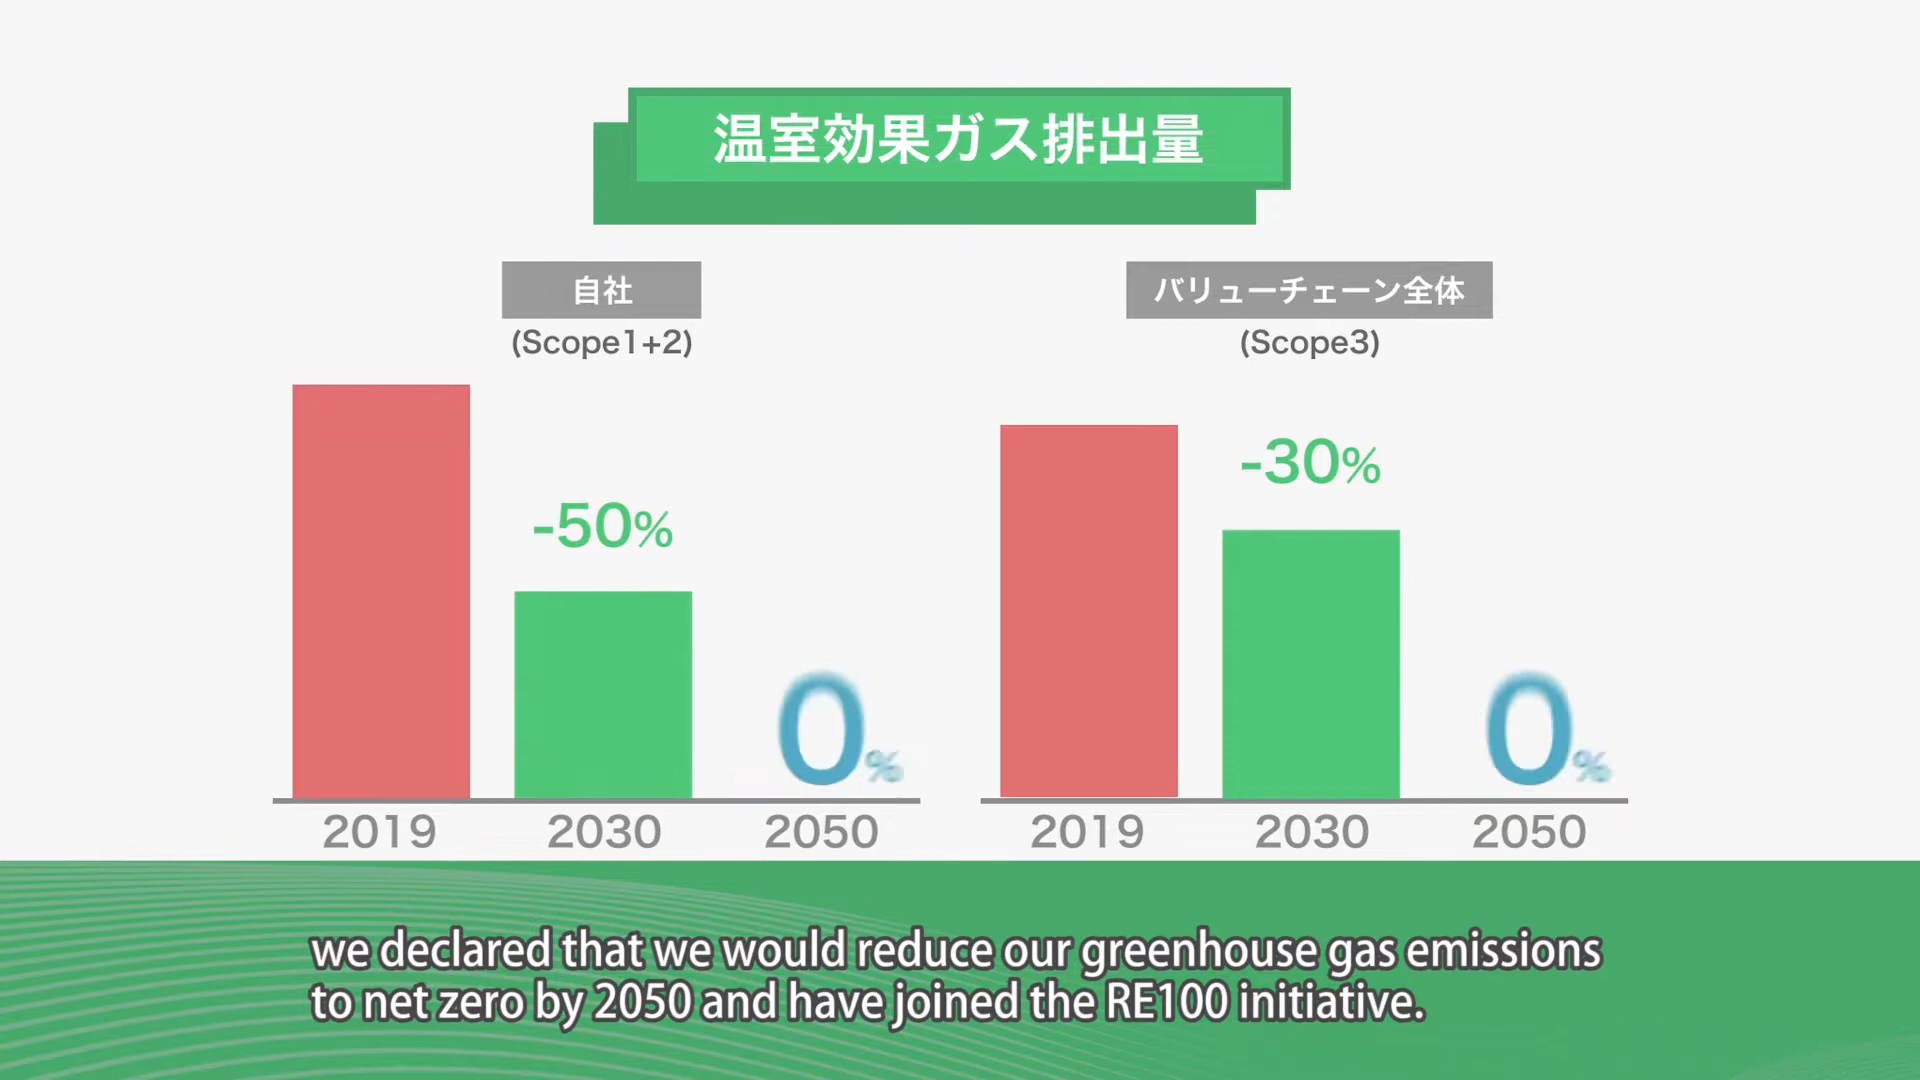 温室効果ガス排出量
自社
(Scope1+2)
-50%
0%
2019 2030 2050
バリューチェーン全体
(Scope3)
-30%
0%
2019 2030 2050
we declared that we would reduce our greenhouse gas emissions
to net zero by 2050 and have joined the RE100 initiative.